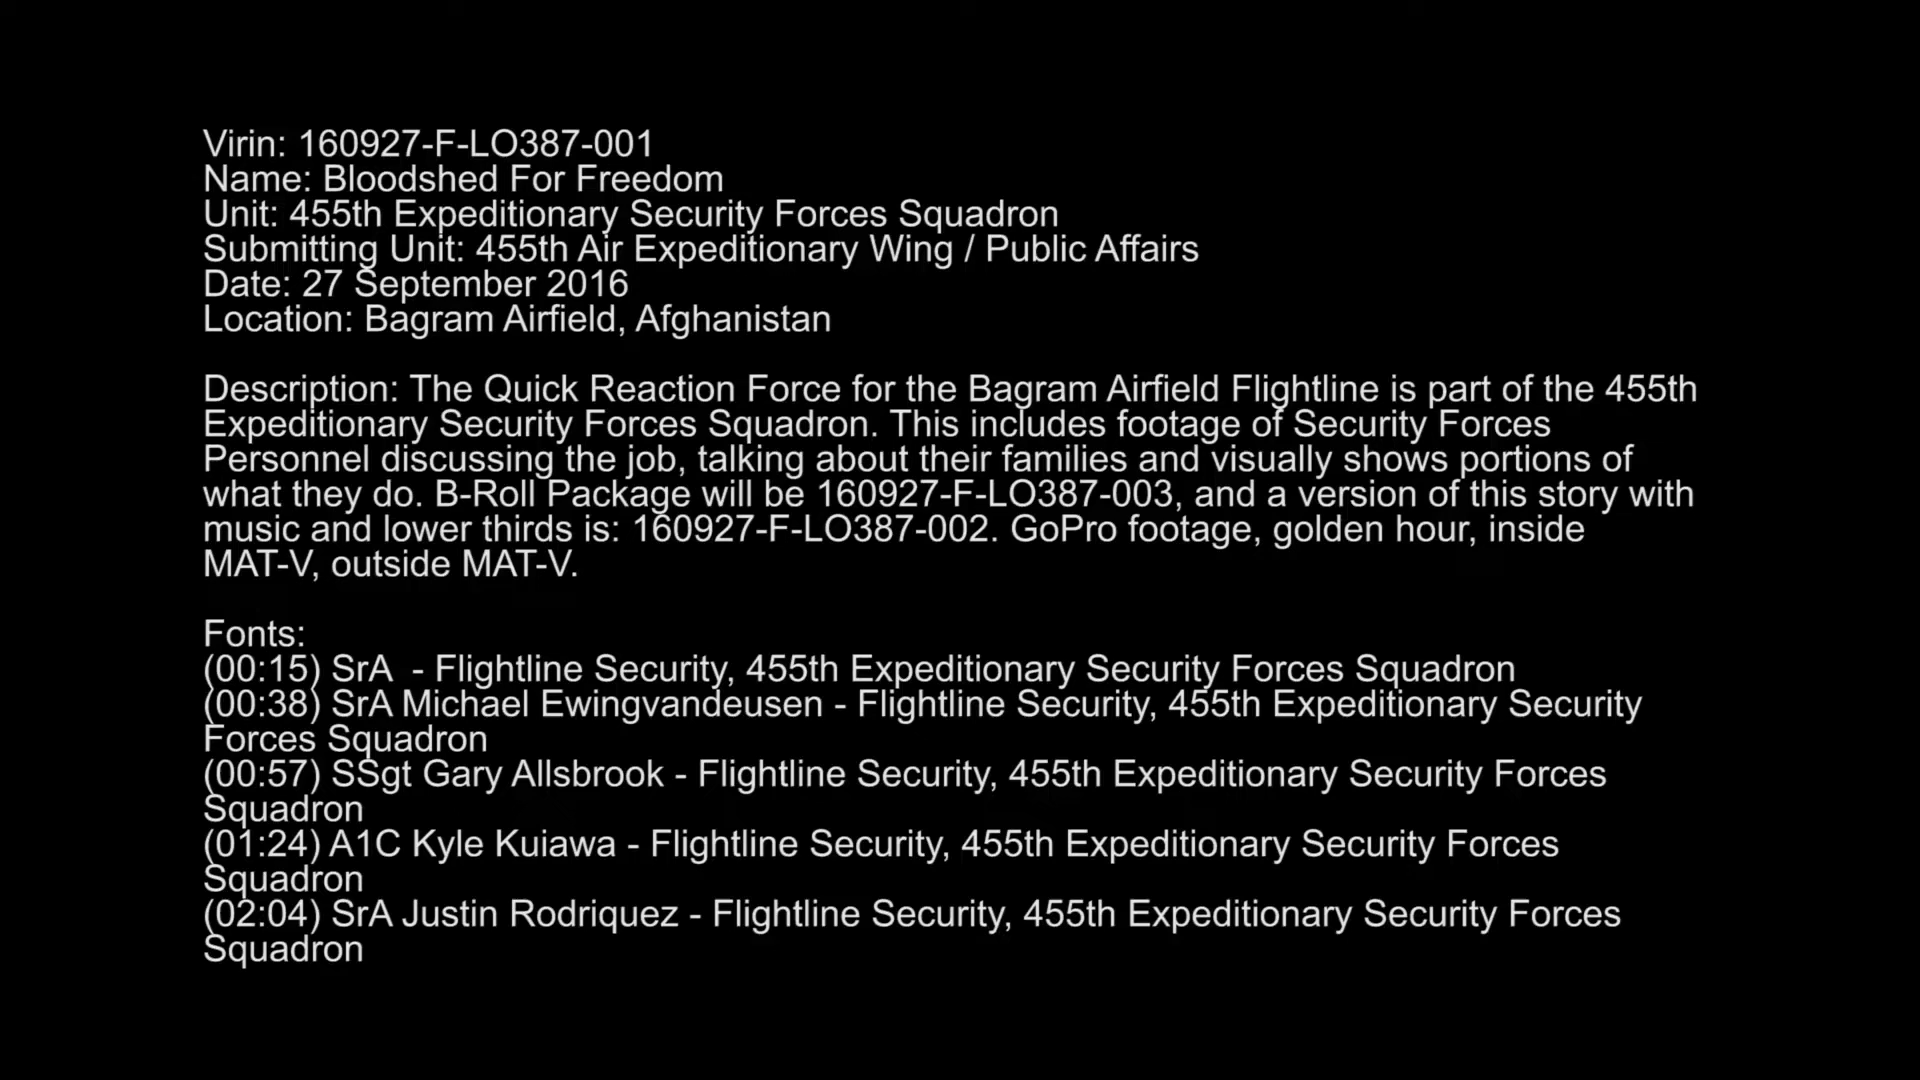 Virin: 160927-F-LO387-001
Name: Bloodshed For Freedom
Unit: 455th Expeditionary Security Forces Squadron
Submitting Unit: 455th Air Expeditionary Wing / Public Affairs
Date: 27 September 2016
Location: Bagram Airfield, Afghanistan
Description: The Quick Reaction Force for the Bagram Airfield Flightline is part of the 455th
Expeditionary Security Forces Squadron. This includes footage of Security Forces
Personnel discussing the job, talking about their families and visually shows portions of
what they do. B-Roll Package will be 160927-F-LO387-003, and a version of this story with
music and lower thirds is: 160927-F-LO387-002. GoPro footage, golden hour, inside
MAT-V, outside MAT-V.
Fonts:
(00:15) SrA  - Flightline Security, 455th Expeditionary Security Forces Squadron
(00:38) SrA Michael Ewingvandeusen - Flightline Security, 455th Expeditionary Security
Forces Squadron
(00:57) SSgt Gary Allsbrook - Flightline Security, 455th Expeditionary Security Forces
Squadron
(01:24) A1C Kyle Kuiawa - Flightline Security, 455th Expeditionary Security Forces
Squadron
(02:04) SrA Justin Rodriquez - Flightline Security, 455th Expeditionary Security Forces
Squadron